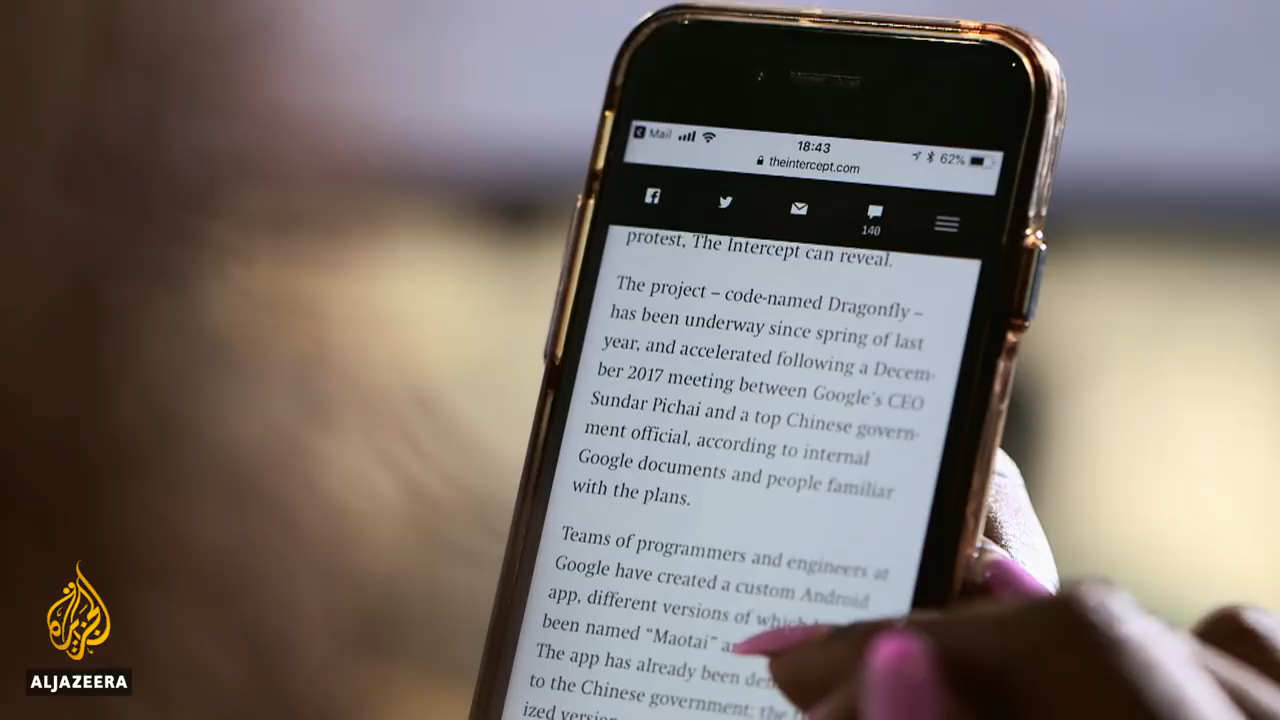 Mail
18:43
62%
theintercept.com
140
protest, The Intercept can reveal.
The project – code-named Dragonfly –
has been underway since spring of last
year, and accelerated following a Decem-
ber 2017 meeting between Google's CEO
Sundar Pichai and a top Chinese govern-
ment official, according to internal
Google documents and people familiar
with the plans.
Teams of programmers and engineers at
Google have created a custom Android
app, different versions of which
been named “Maotai”
The app has already been
to the Chinese government; the
ized
الجزيرة
ALJAZEERA